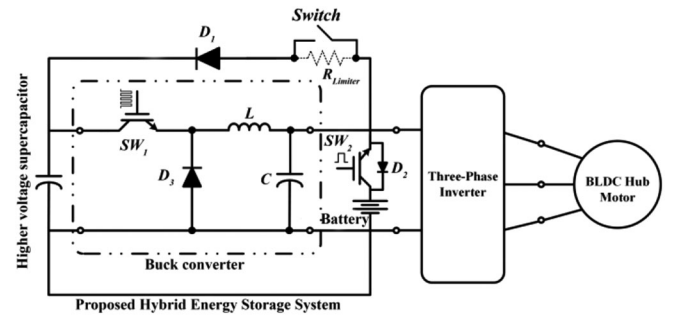 Switch
D1
RLimiter
Higher voltage supercapacitor
L
SW1
SW2
D3
C
D2
Battery
Three-Phase
Inverter
BLDC Hub
Motor
Buck converter
Proposed Hybrid Energy Storage System